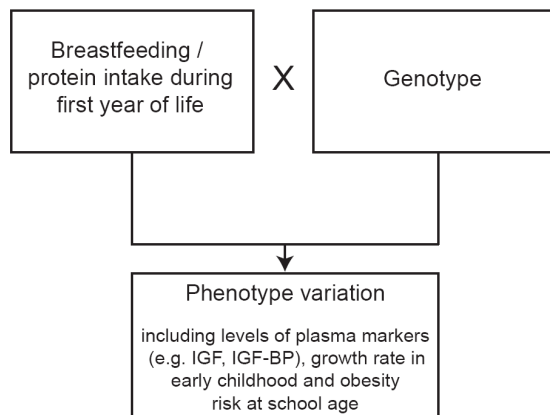 Breastfeeding /
protein intake during
first year of life
X
Genotype
Phenotype variation
including levels of plasma markers
(e.g. IGF, IGF-BP), growth rate in
early childhood and obesity
risk at school age